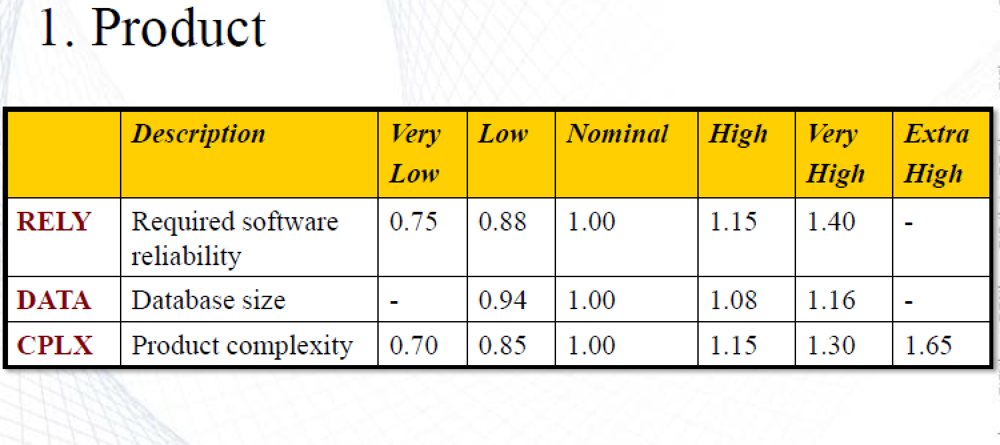 1. Product
Description Very Low Low Nominal High Very High Extra High
RELY Required software reliability 0.75 0.88 1.00 1.15 1.40 -
DATA Database size - 0.94 1.00 1.08 1.16 -
CPLX Product complexity 0.70 0.85 1.00 1.15 1.30 1.65